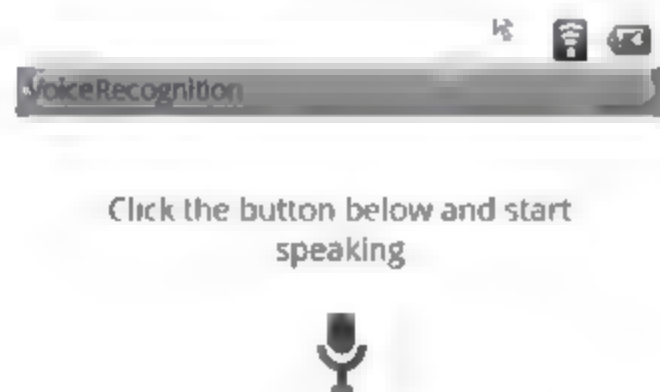 VoiceRecognition
Click the button below and start
speaking